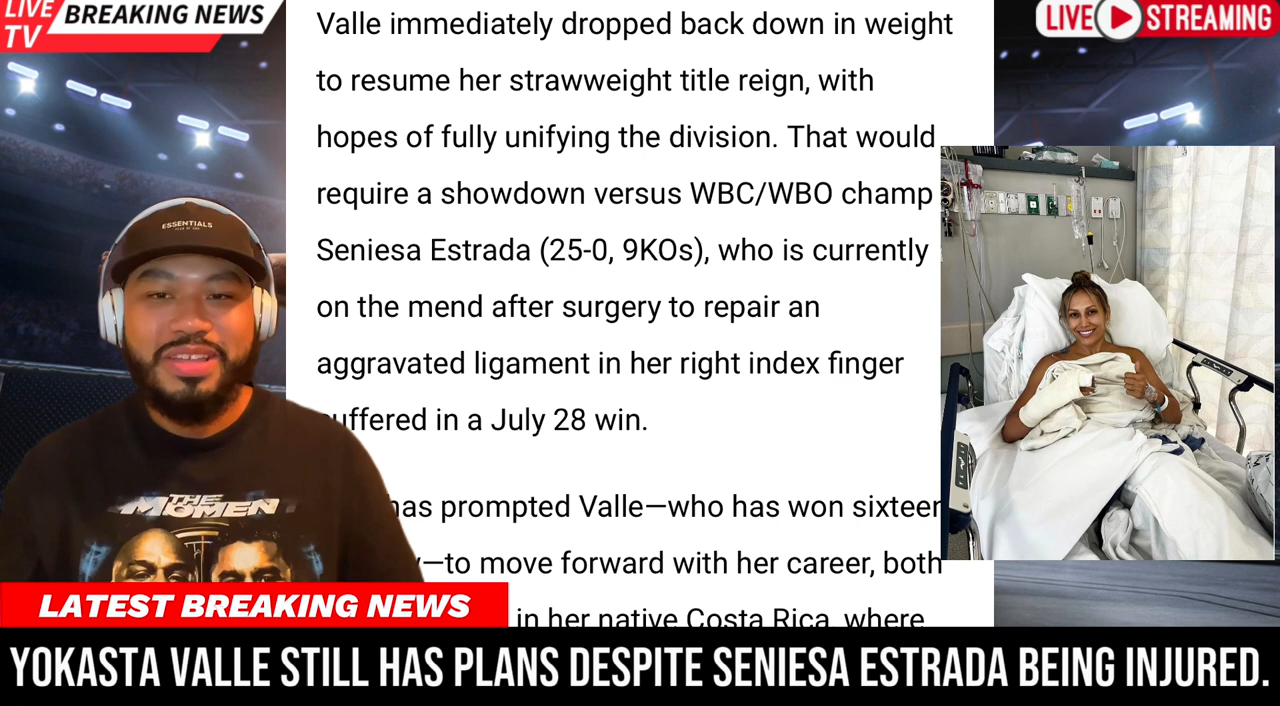 LIVE
TV
BREAKING NEWS
LIVE
STREAMING
Valle immediately dropped back down in weight
to resume her strawweight title reign, with
hopes of fully unifying the division. That would
require a showdown versus WBC/WBO champ
Seniesa Estrada (25-0, 9KOs), who is currently
on the mend after surgery to repair an
aggravated ligament in her right index finger
suffered in a July 28 win.
has prompted Valle—who has won sixteen
—to move forward with her career, both
in her native Costa Rica, where
ESSENTIALS
THE
MOMENT
LATEST BREAKING NEWS
YOKASTA VALLE STILL HAS PLANS DESPITE SENIESA ESTRADA BEING INJURED.